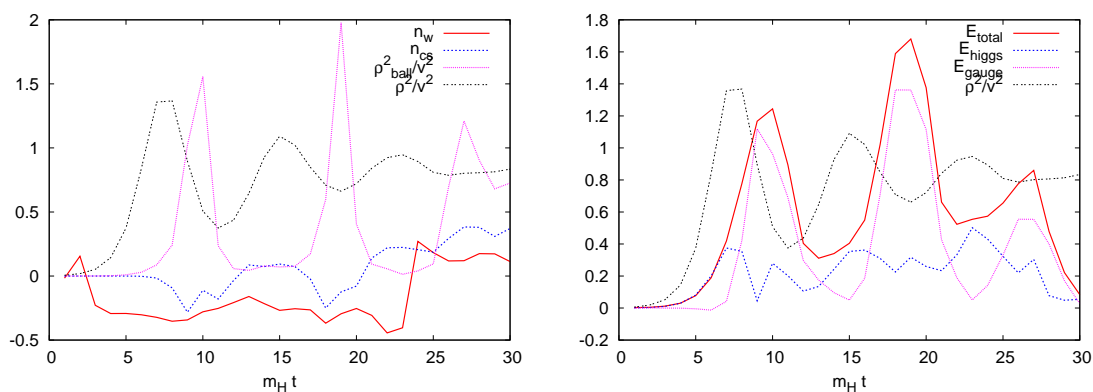 2
1.5
1
0.5
0
-0.5
0 5 10 15 20 25 30
m_H t
n_w
n_cs
ρ²_ball/v²
ρ²/v²
1.8
1.6
1.4
1.2
1
0.8
0.6
0.4
0.2
0
-0.2
0 5 10 15 20 25 30
m_H t
E_total
E_higgs
E_gauge
ρ²/v²